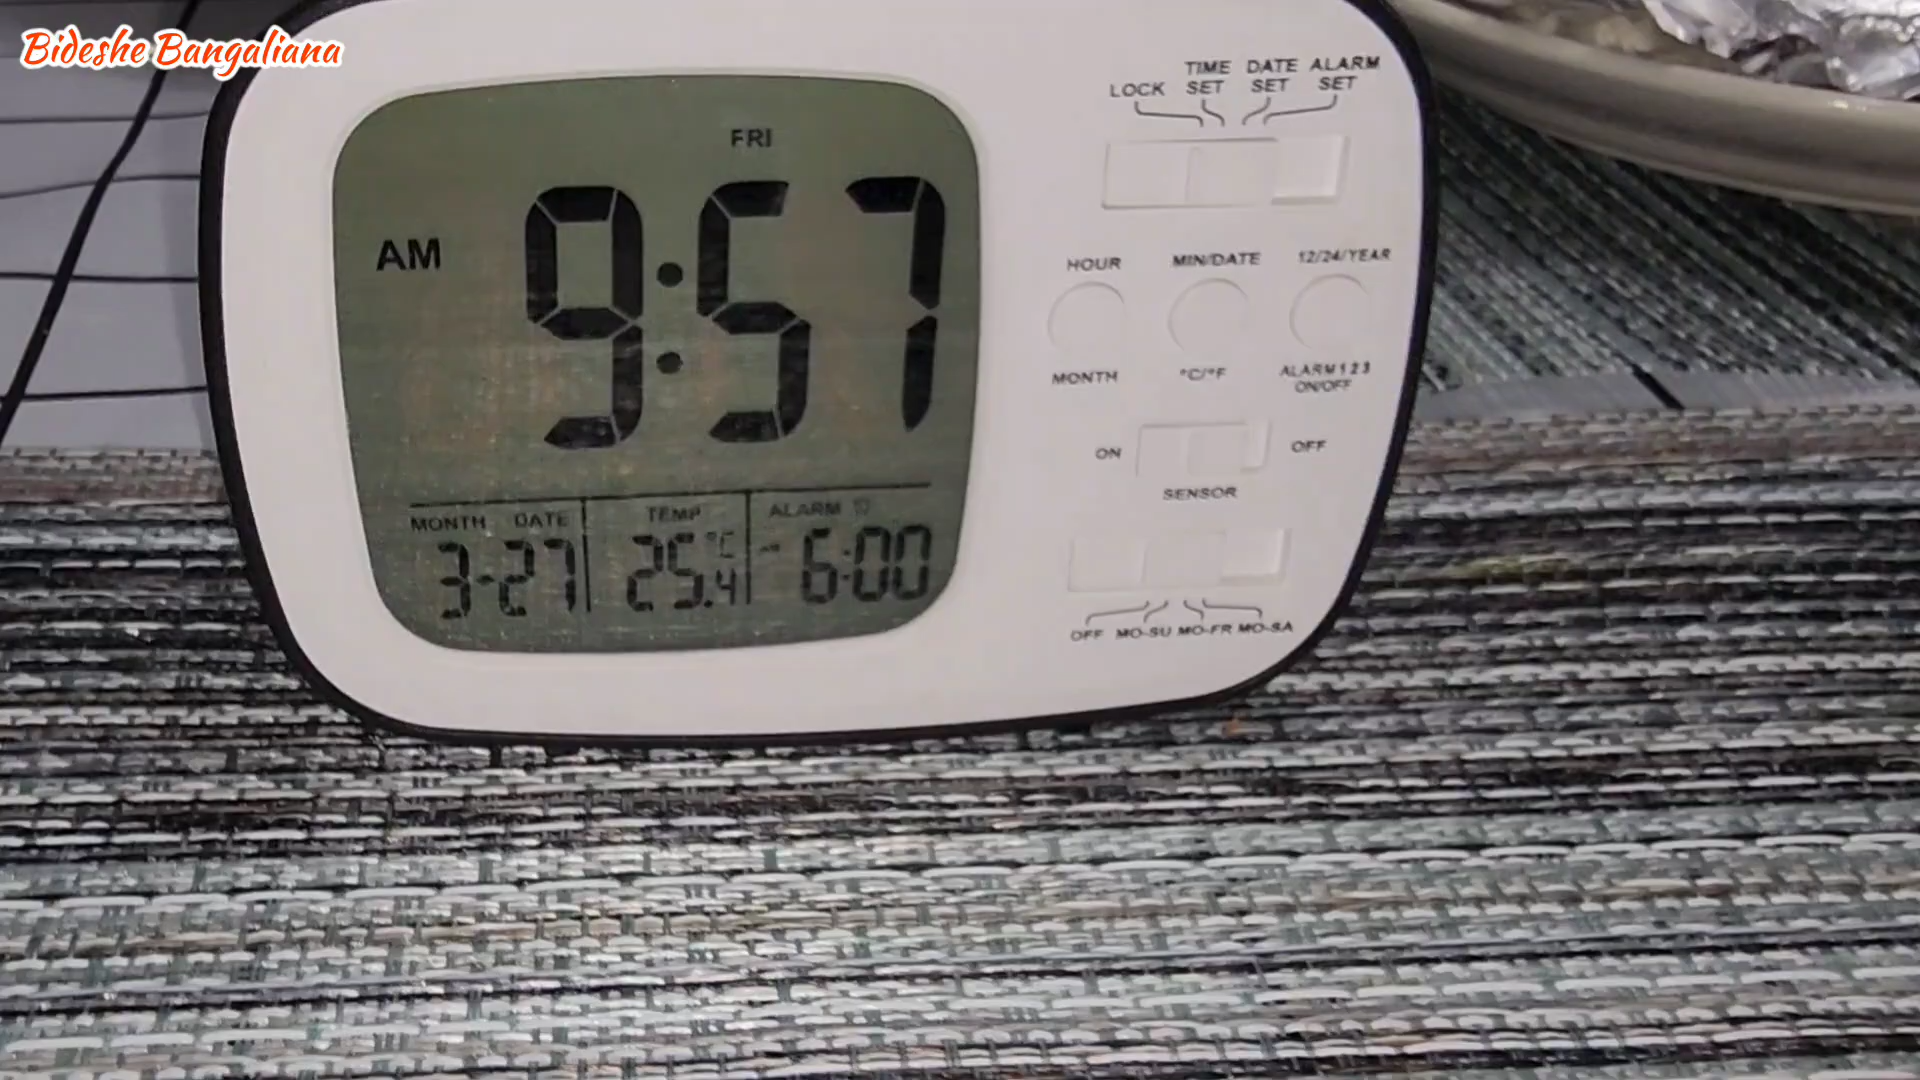 Bideshe Bangaliana
FRI
AM
9:57
MONTH DATE TEMP ALARM
3-27 25.4 °C 6:00
LOCK TIME SET DATE SET ALARM SET
HOUR MIN/DATE 12/24/YEAR
MONTH °C/°F ALARM 1 2 3 ON/OFF
ON OFF
SENSOR
OFF MO-SU MO-FR MO-SA